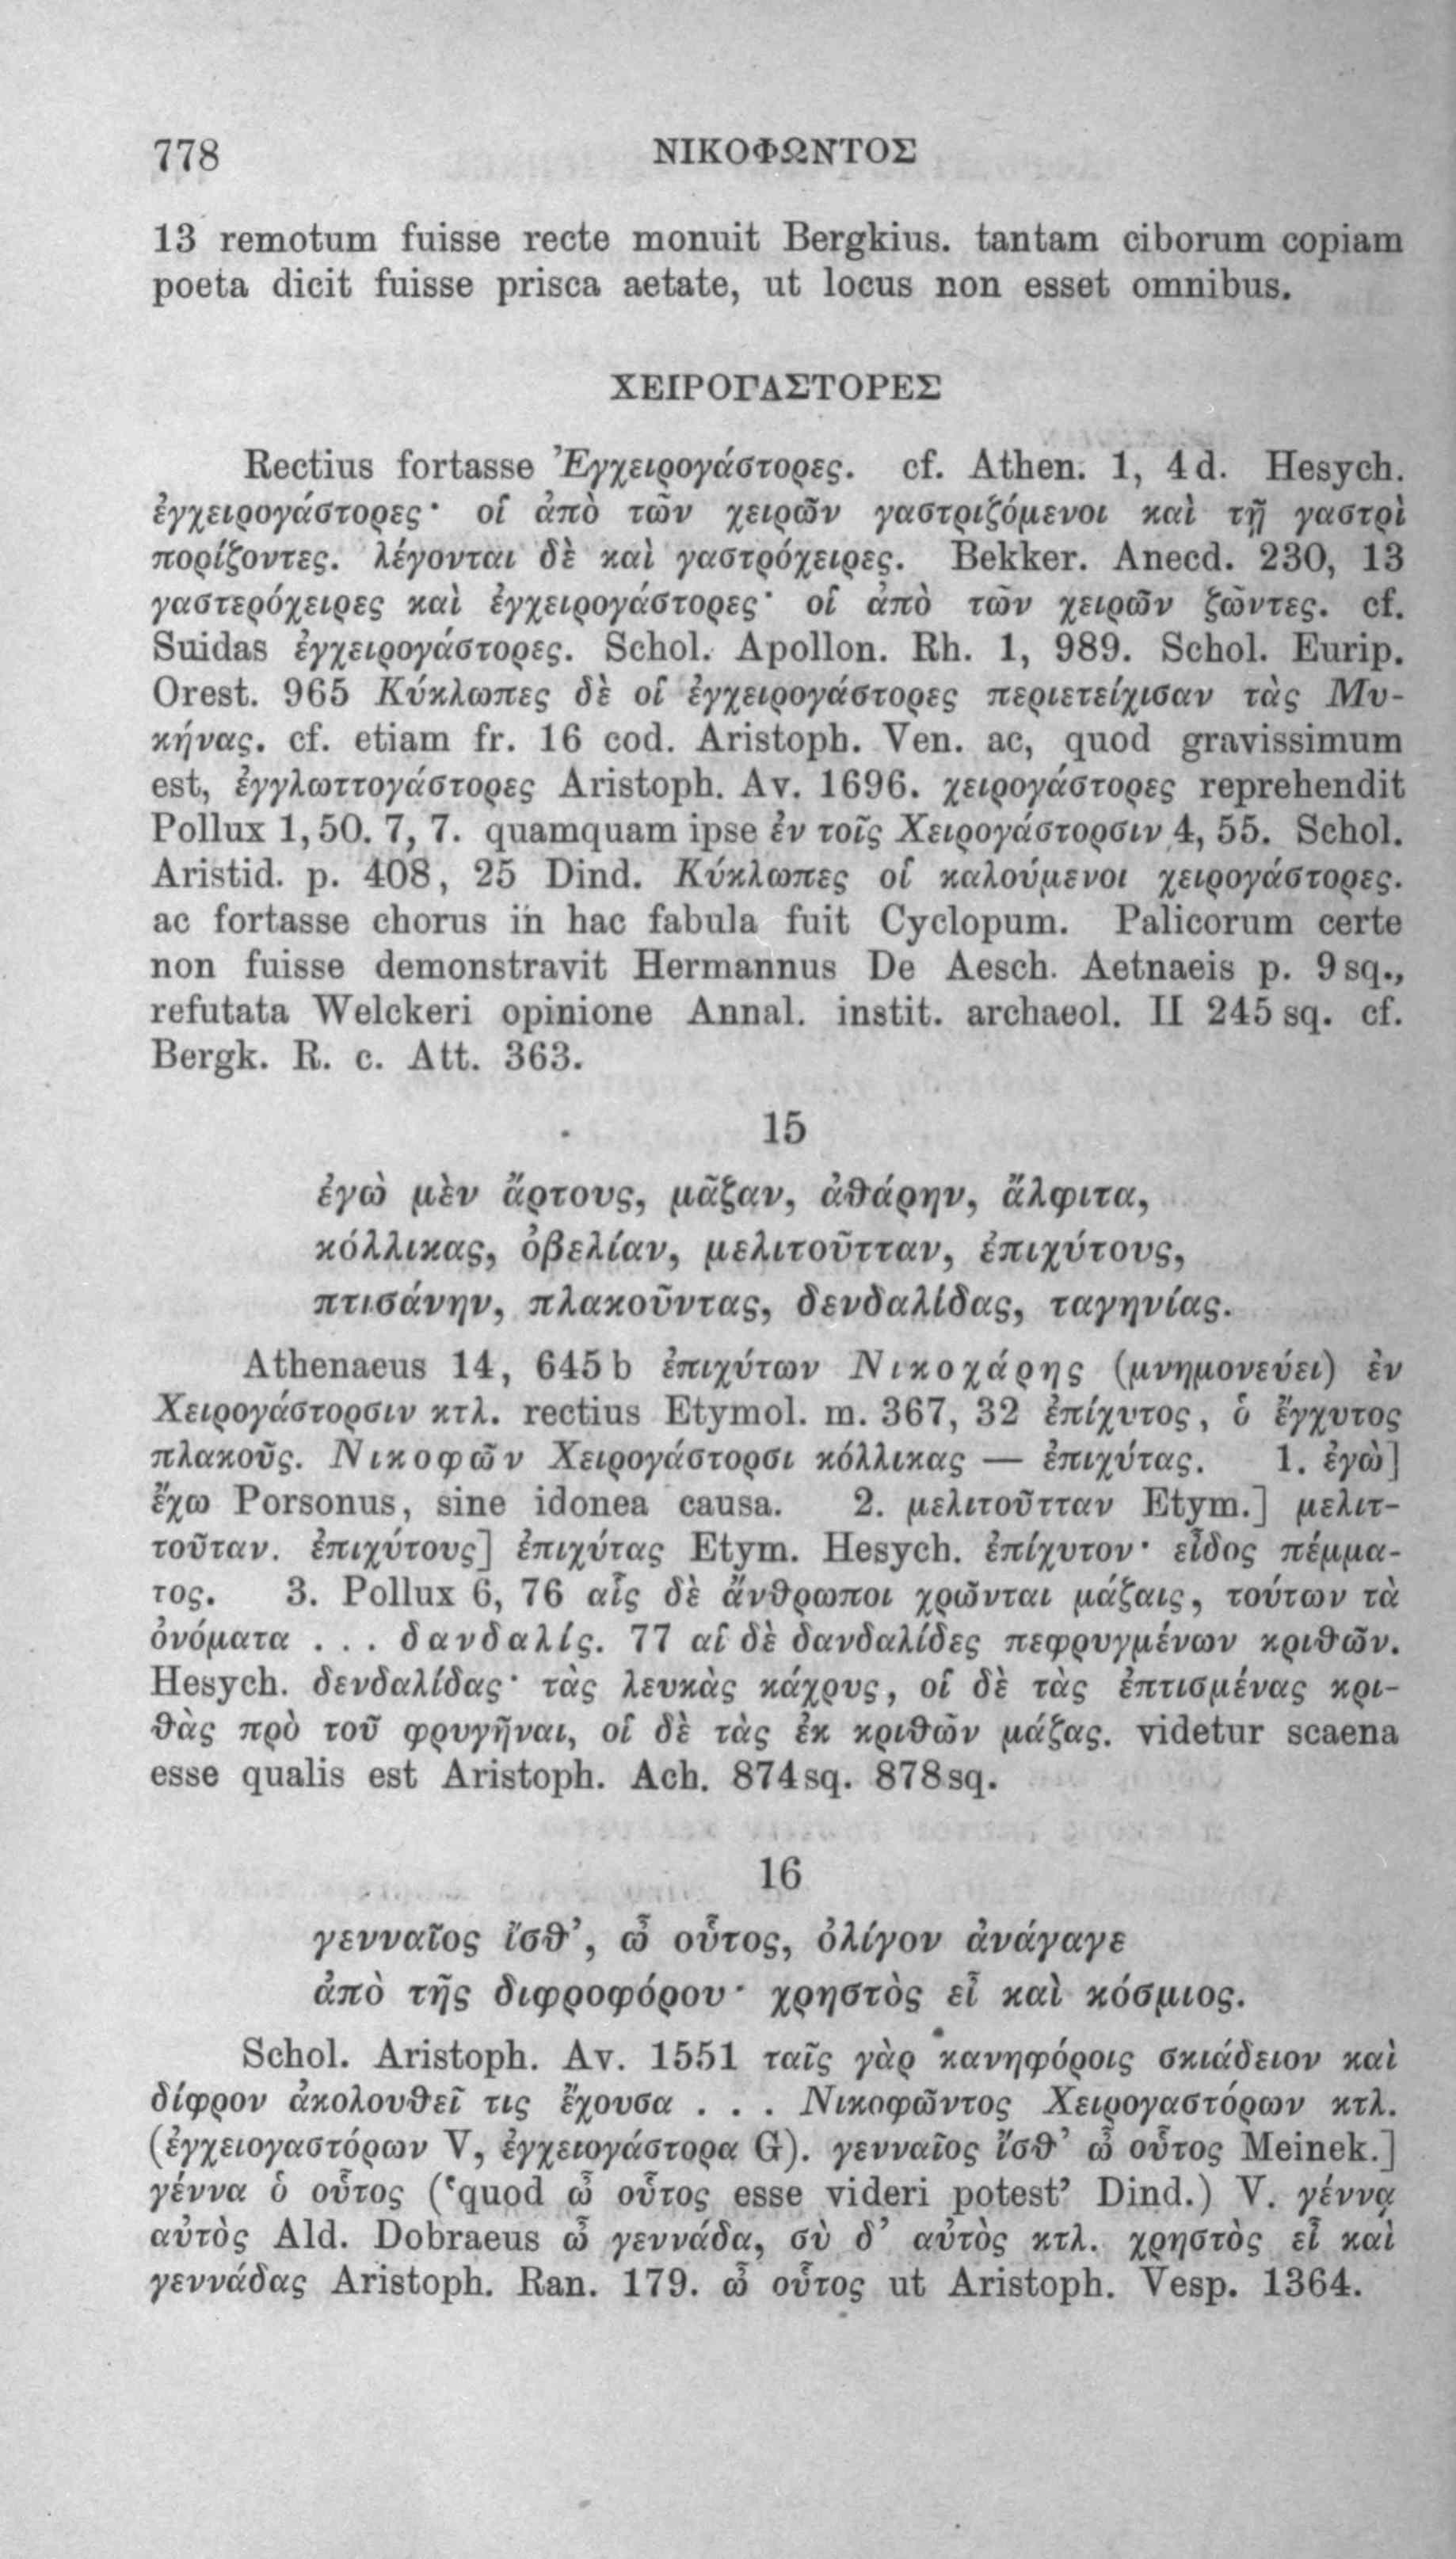 778 ΝΙΚΟΦΩΝΤΟΣ
13 remotum fuisse recte monuit Bergkius. tantam ciborum copiam
poeta dicit fuisse prisca aetate, ut locus non esset omnibus.
ΧΕΙΡΟΓΑΣΤΟΡΕΣ
Rectius fortasse Ἐγχειρογάστορες. cf. Athen. 1, 4 d. Hesych.
ἐγχειρογάστορες· οἱ ἀπὸ τῶν χειρῶν γαστριζόμενοι καὶ τῇ γαστρὶ
πορίζοντες. λέγονται δὲ καὶ γαστρόχειρες. Bekker. Anecd. 230, 13
γαστερόχειρες καὶ ἐγχειρογάστορες· οἱ ἀπὸ τῶν χειρῶν ζῶντες. cf.
Suidas ἐγχειρογάστορες. Schol. Apollon. Rh. 1, 989. Schol. Eurip.
Orest. 965 Κύκλωπες δὲ οἱ ἐγχειρογάστορες περιετείχισαν τὰς Μυ-
κήνας. cf. etiam fr. 16 cod. Aristoph. Ven. ac, quod gravissimum
est, ἐγγλωττογάστορες Aristoph. Av. 1696. χειρογάστορες reprehendit
Pollux 1, 50. 7, 7. quamquam ipse ἐν τοῖς Χειρογάστορσιν 4, 55. Schol.
Aristid. p. 408, 25 Dind. Κύκλωπες οἱ καλούμενοι χειρογάστορες.
ac fortasse chorus in hac fabula fuit Cyclopum. Palicorum certe
non fuisse demonstravit Hermannus De Aesch. Aetnaeis p. 9 sq.,
refutata Welckeri opinione Annal. instit. archaeol. II 245 sq. cf.
Bergk. R. c. Att. 363.
15
ἐγὼ μὲν ἄρτους, μᾶζαν, ἀθάρην, ἄλφιτα,
κόλλικας, ὀβελίαν, μελιτοῦτταν, ἐπιχύτους,
πτισάνην, πλακοῦντας, δενδαλίδας, ταγηνίας.
Athenaeus 14, 645 b ἐπιχύτων Νικοχάρης (μνημονεύει) ἐν
Χειρογάστορσιν κτλ. rectius Etymol. m. 367, 32 ἐπίχυτος, ὁ ἔγχυτος
πλακοῦς. Νικοφῶν Χειρογάστορσι κόλλικας — ἐπιχύτας. 1. ἐγὼ]
ἔχω Porsonus, sine idonea causa. 2. μελιτοῦτταν Etym.] μελιτ-
τοῦταν. ἐπιχύτους] ἐπιχύτας Etym. Hesych. ἐπίχυτον· εἶδος πέμμα-
τος. 3. Pollux 6, 76 αἷς δὲ ἄνθρωποι χρῶνται μάζαις, τούτων τὰ
ὀνόματα . . . δανδαλίς. 77 αἱ δὲ δανδαλίδες πεφρυγμένων κριθῶν.
Hesych. δενδαλίδας· τὰς λευκὰς κάχρυς, οἱ δὲ τὰς ἐπτισμένας κρι-
θὰς πρὸ τοῦ φρυγῆναι, οἱ δὲ τὰς ἐκ κριθῶν μάζας. videtur scaena
esse qualis est Aristoph. Ach. 874 sq. 878 sq.
16
γενναῖος ἴσθ’, ὦ οὗτος, ὀλίγον ἀνάγαγε
ἀπὸ τῆς διφροφόρου· χρηστὸς εἶ καὶ κόσμιος.
Schol. Aristoph. Av. 1551 ταῖς γὰρ κανηφόροις σκιάδειον καὶ
δίφρον ἀκολουθεῖ τις ἔχουσα . . . Νικοφῶντος Χειρογαστόρων κτλ.
(ἐγχειογαστόρων V, ἐγχειογάστορα G). γενναῖος ἴσθ’ ὦ οὗτος Meinek.]
γέννα ὁ οὗτος (‘quod ὦ οὗτος esse videri potest’ Dind.) V. γέννᾳ
αὐτὸς Ald. Dobraeus ὦ γεννάδα, σὺ δ’ αὐτὸς κτλ. χρηστὸς εἶ καὶ
γεννάδας Aristoph. Ran. 179. ὦ οὗτος ut Aristoph. Vesp. 1364.